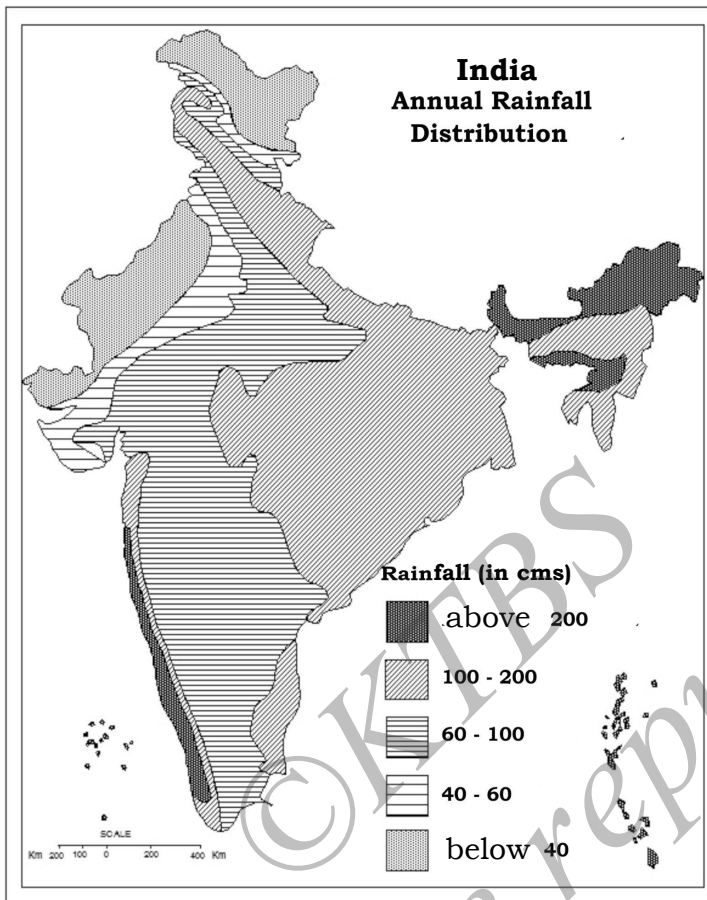 India
Annual Rainfall
Distribution
Rainfall (in cms)
above 200
100 - 200
60 - 100
40 - 60
below 40
SCALE
Km 200 100 0 200 400 Km
©KTBS
repr